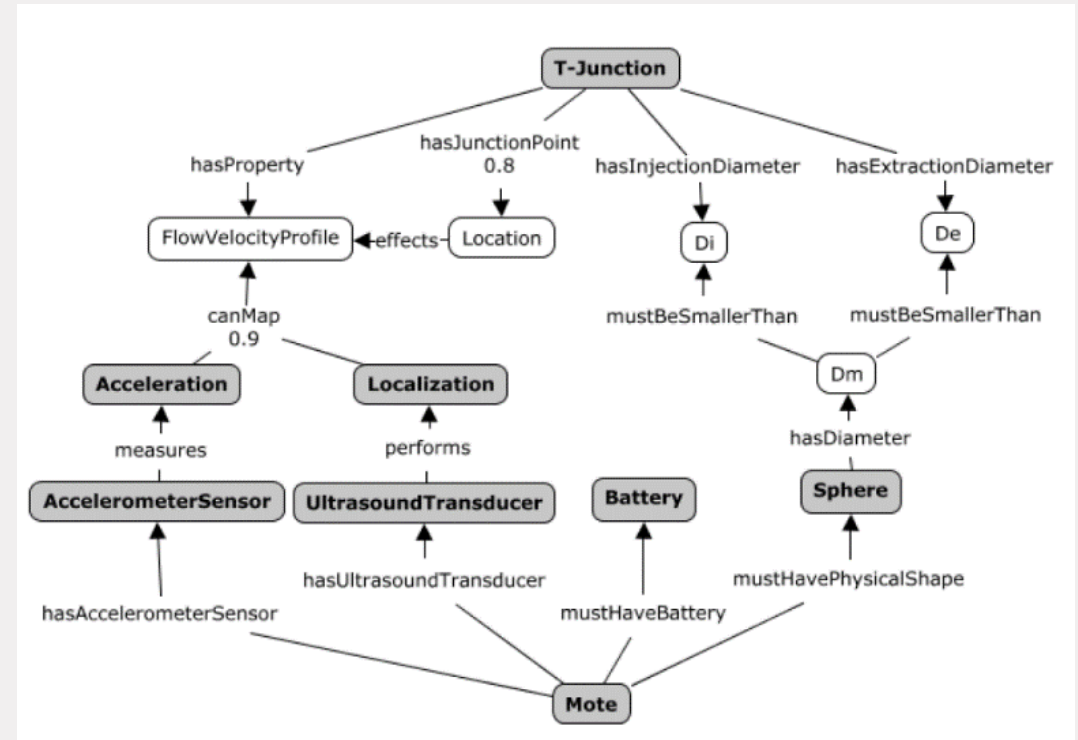 T-Junction
hasJunctionPoint
0.8
hasProperty
hasInjectionDiameter
hasExtractionDiameter
FlowVelocityProfile
effects
Location
Di
De
canMap
0.9
mustBeSmallerThan
mustBeSmallerThan
Acceleration
Localization
Dm
measures
performs
hasDiameter
AccelerometerSensor
UltrasoundTransducer
Battery
Sphere
hasUltrasoundTransducer
mustHavePhysicalShape
hasAccelerometerSensor
mustHaveBattery
Mote